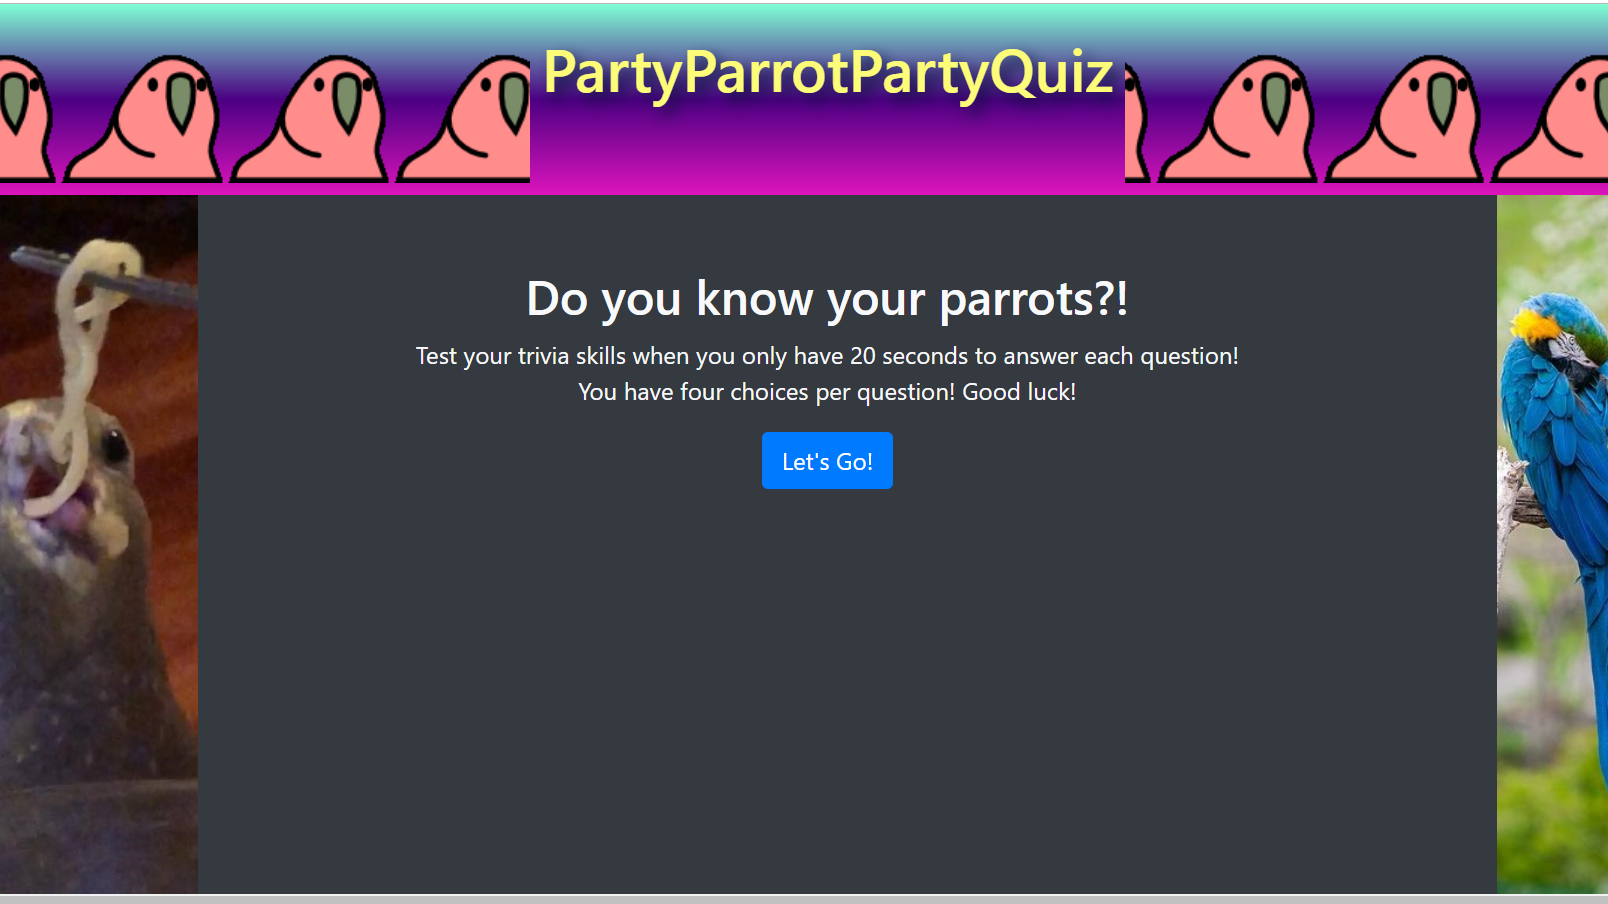 PartyParrotPartyQuiz
Do you know your parrots?!
Test your trivia skills when you only have 20 seconds to answer each question!
You have four choices per question! Good luck!
Let's Go!